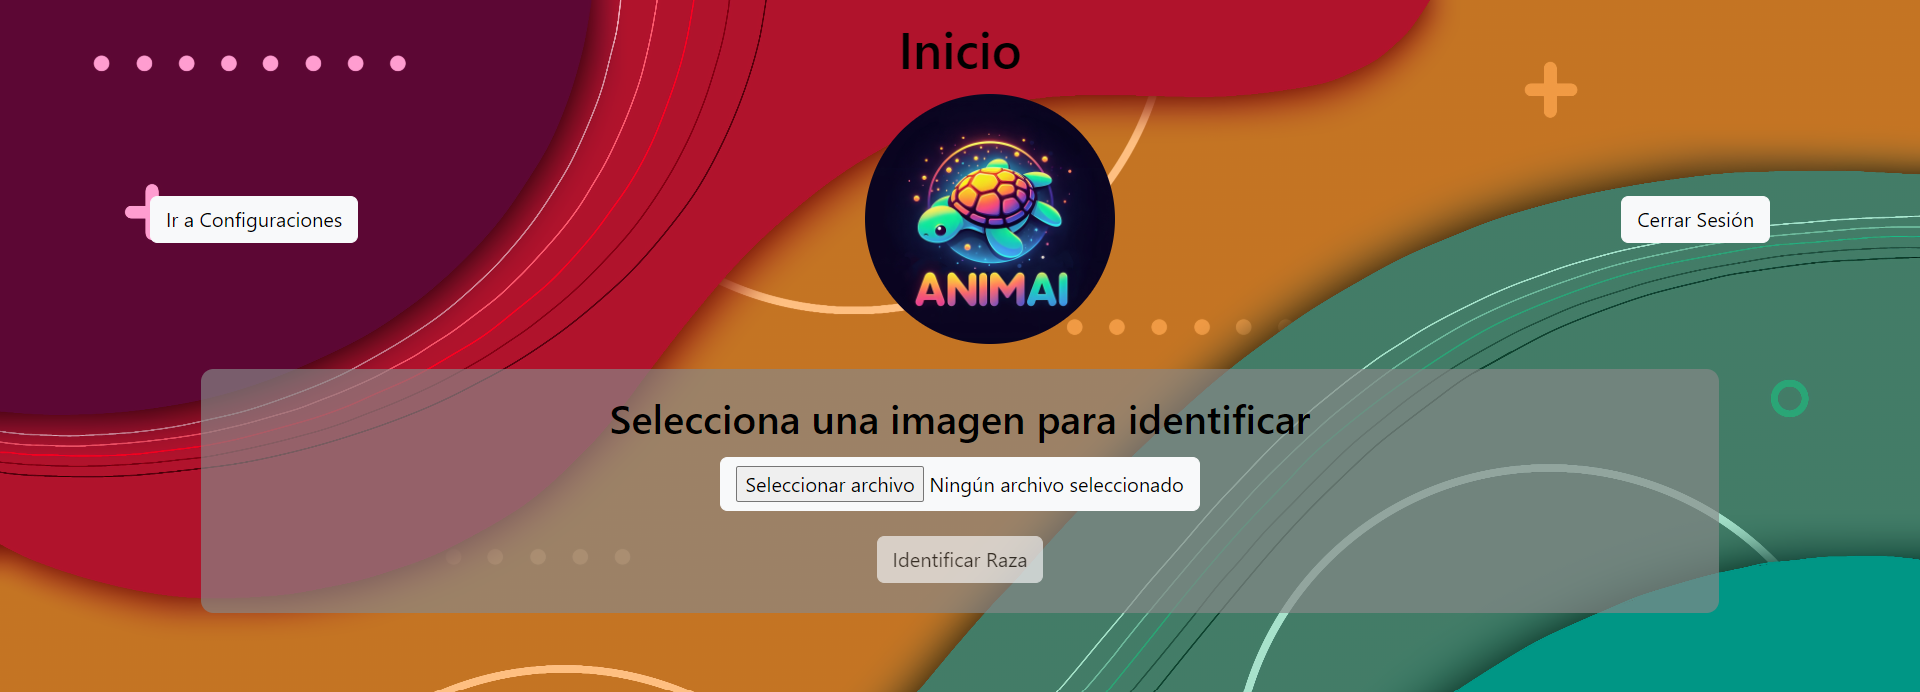 Inicio
Ir a Configuraciones
ANIMAI
Cerrar Sesión
Selecciona una imagen para identificar
Seleccionar archivo Ningún archivo seleccionado
Identificar Raza